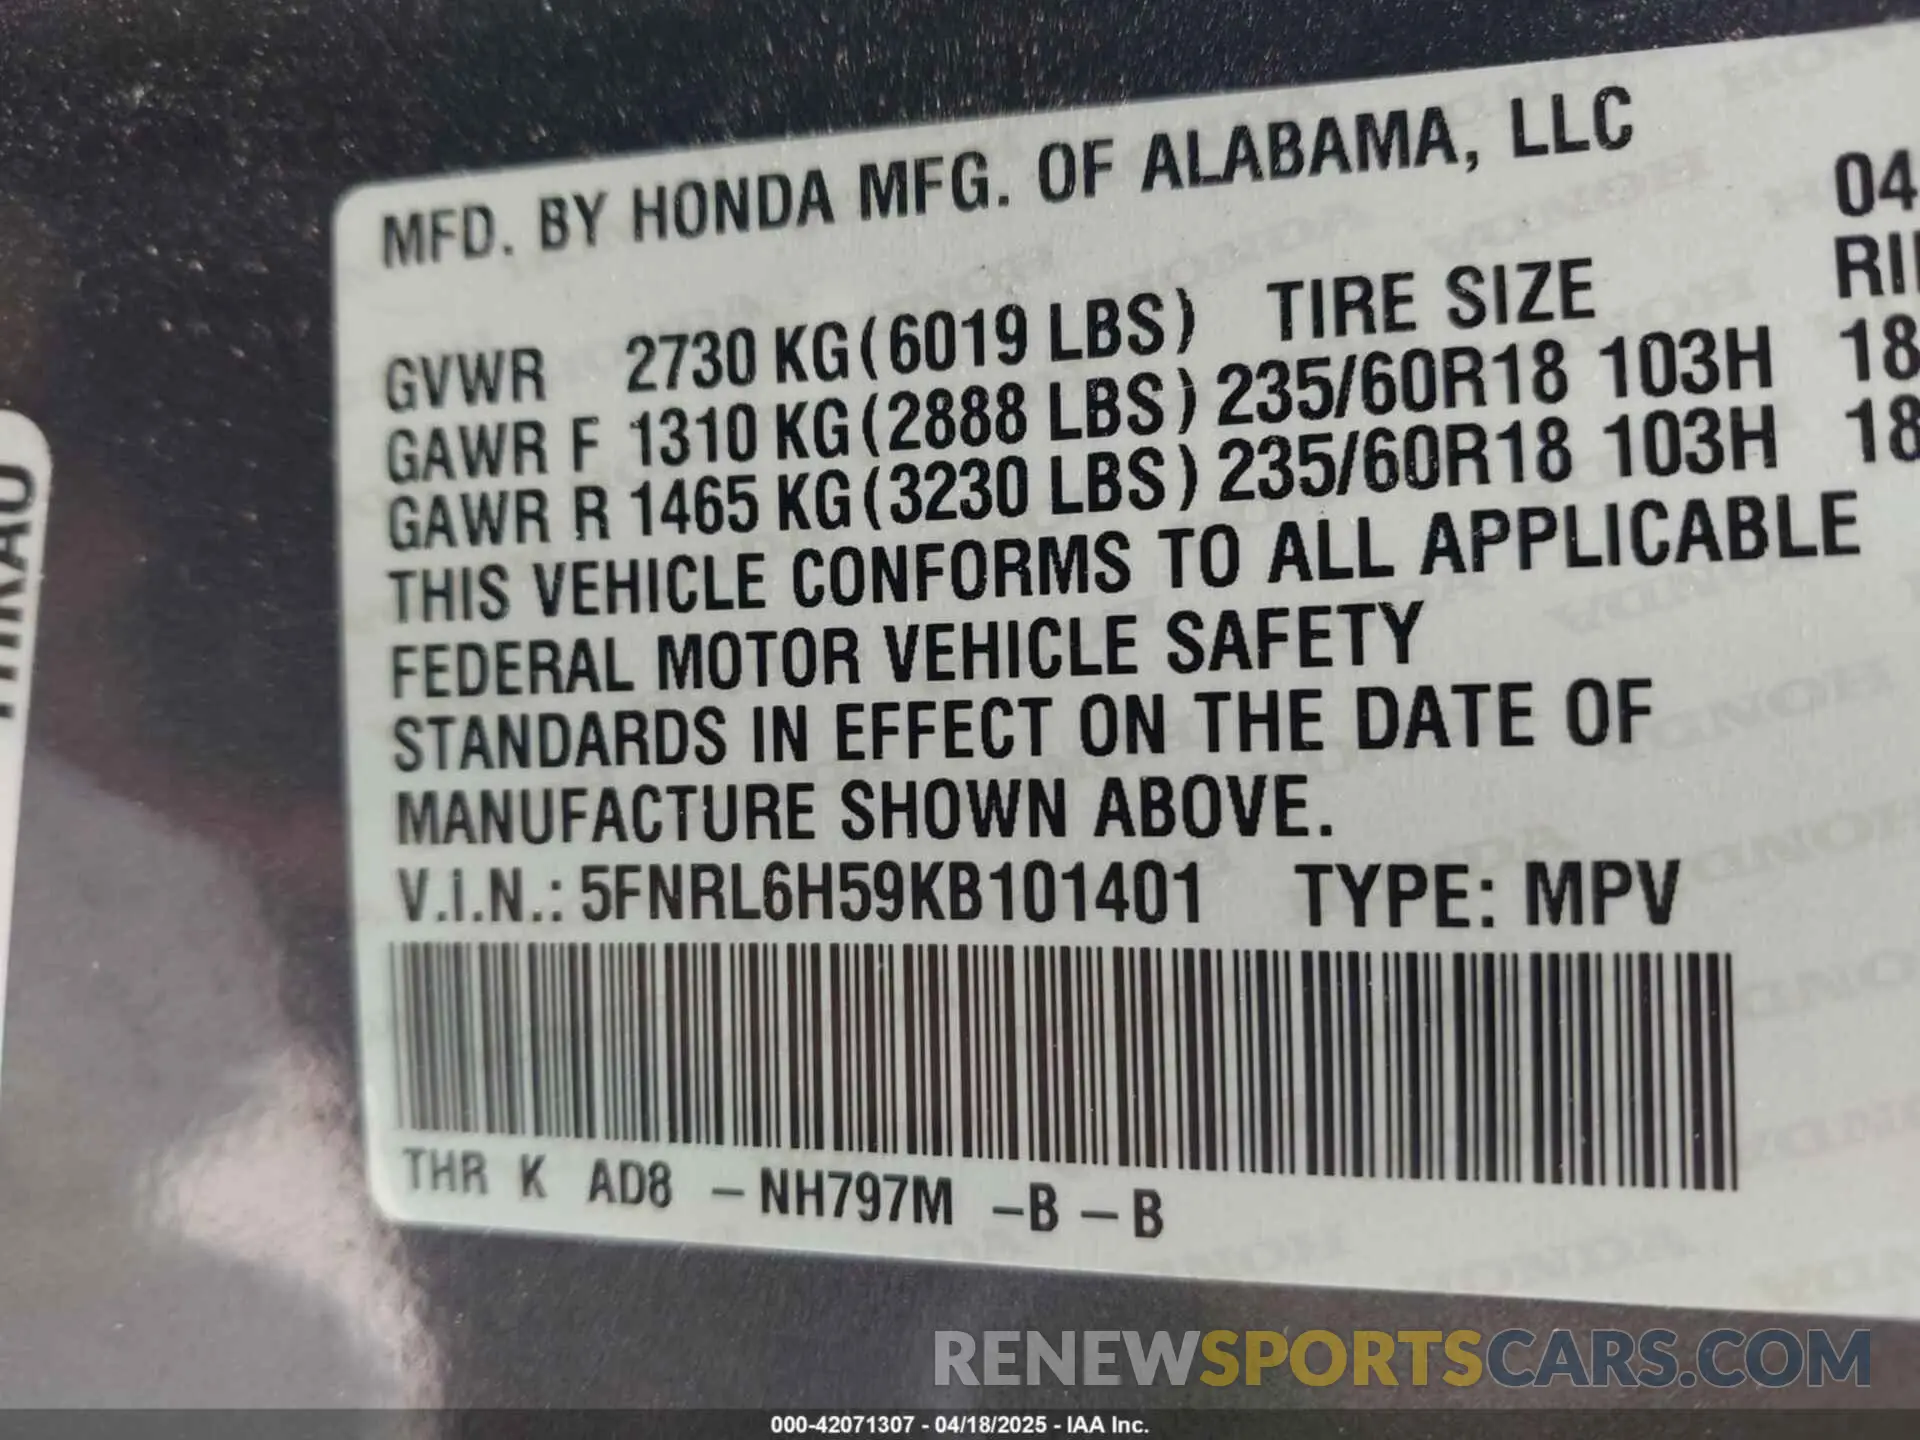 MFD. BY HONDA MFG. OF ALABAMA, LLC 04
GVWR 2730 KG (6019 LBS) TIRE SIZE
GAWR F 1310 KG (2888 LBS) 235/60R18 103H 18
GAWR R 1465 KG (3230 LBS) 235/60R18 103H 18
THIS VEHICLE CONFORMS TO ALL APPLICABLE
FEDERAL MOTOR VEHICLE SAFETY
STANDARDS IN EFFECT ON THE DATE OF
MANUFACTURE SHOWN ABOVE.
V.I.N.: 5FNRL6H59KB101401 TYPE: MPV
THR K AD8 - NH797M - B - B
RENEWSPORTSCARS.COM
000-42071307 - 04/18/2025 - IAA Inc.